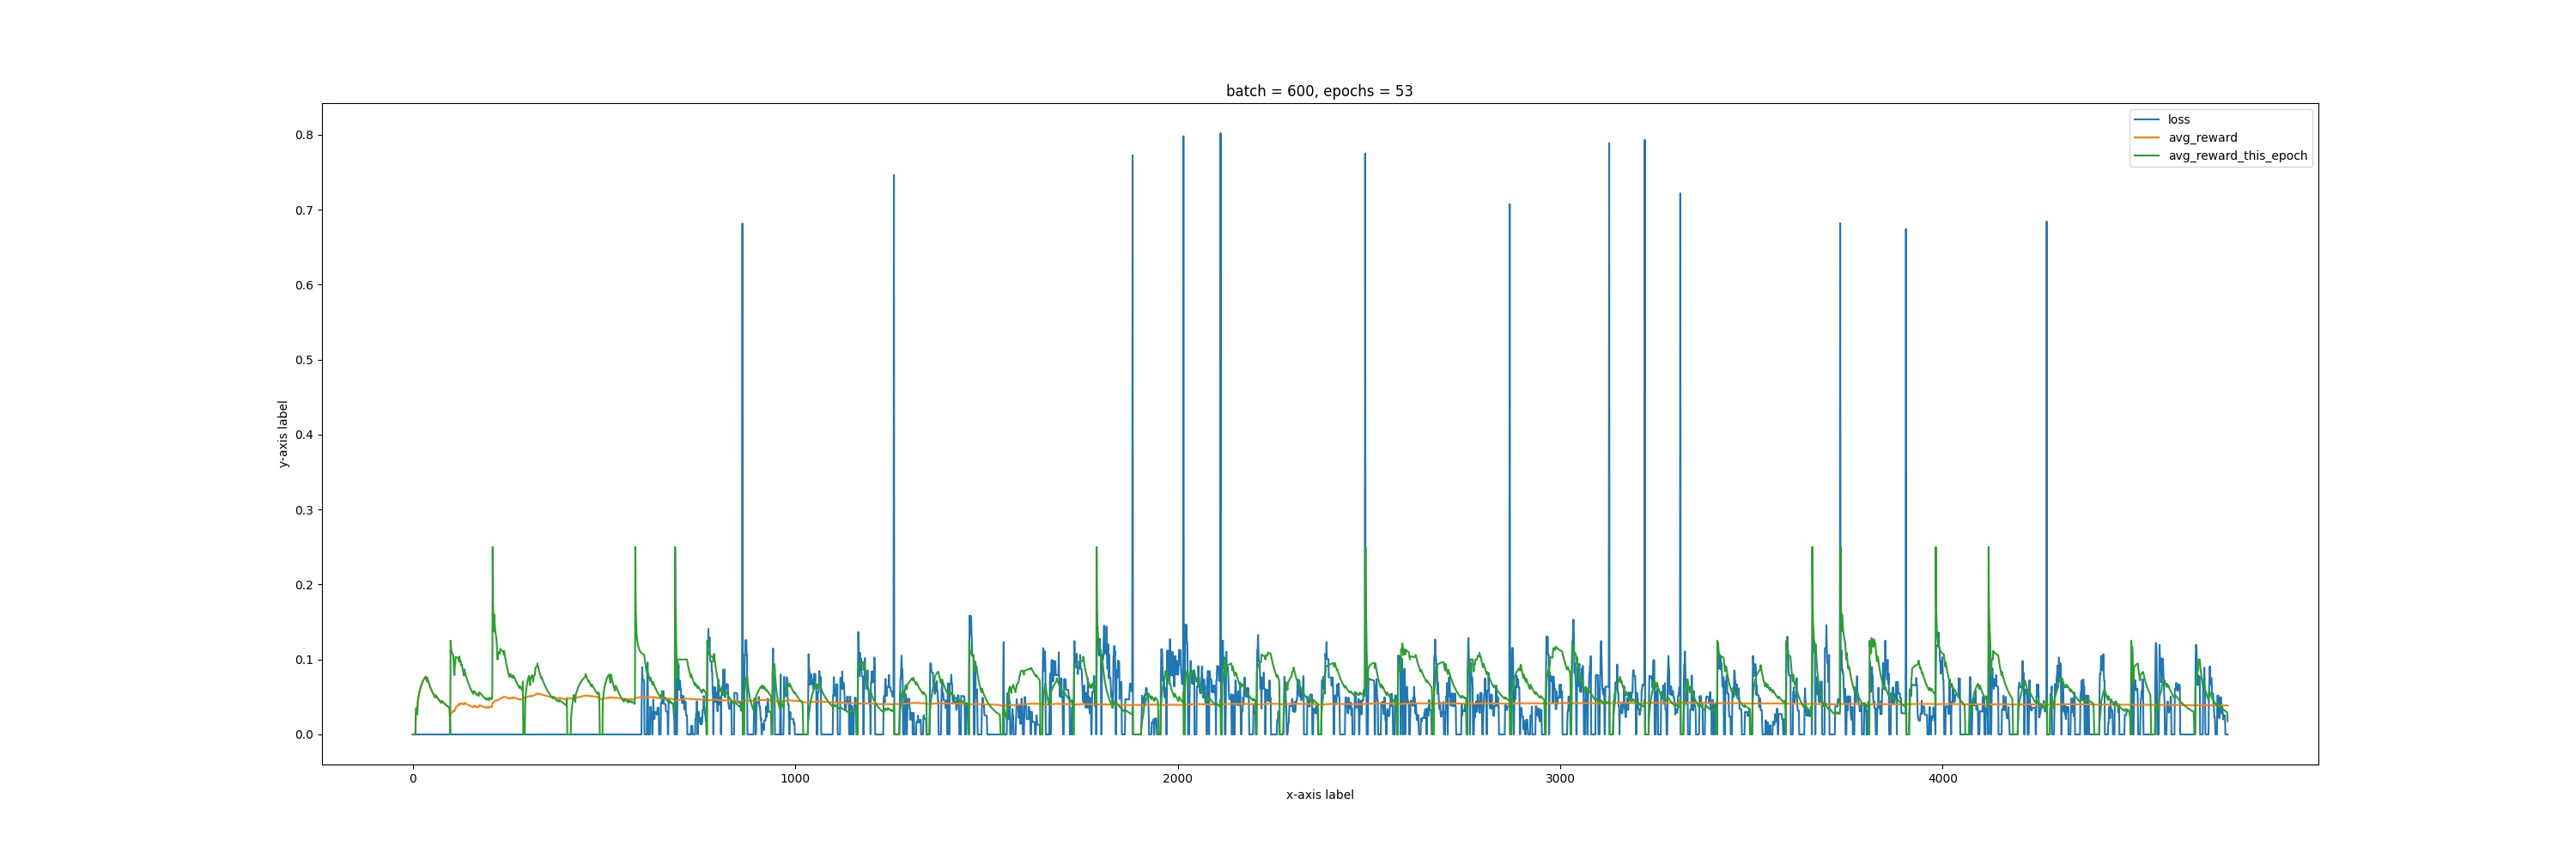 batch = 600, epochs = 53
loss
avg_reward
avg_reward_this_epoch
0.8
0.7
0.6
0.5
0.4
0.3
0.2
0.1
0.0
y-axis label
0 1000 2000 3000 4000
x-axis label